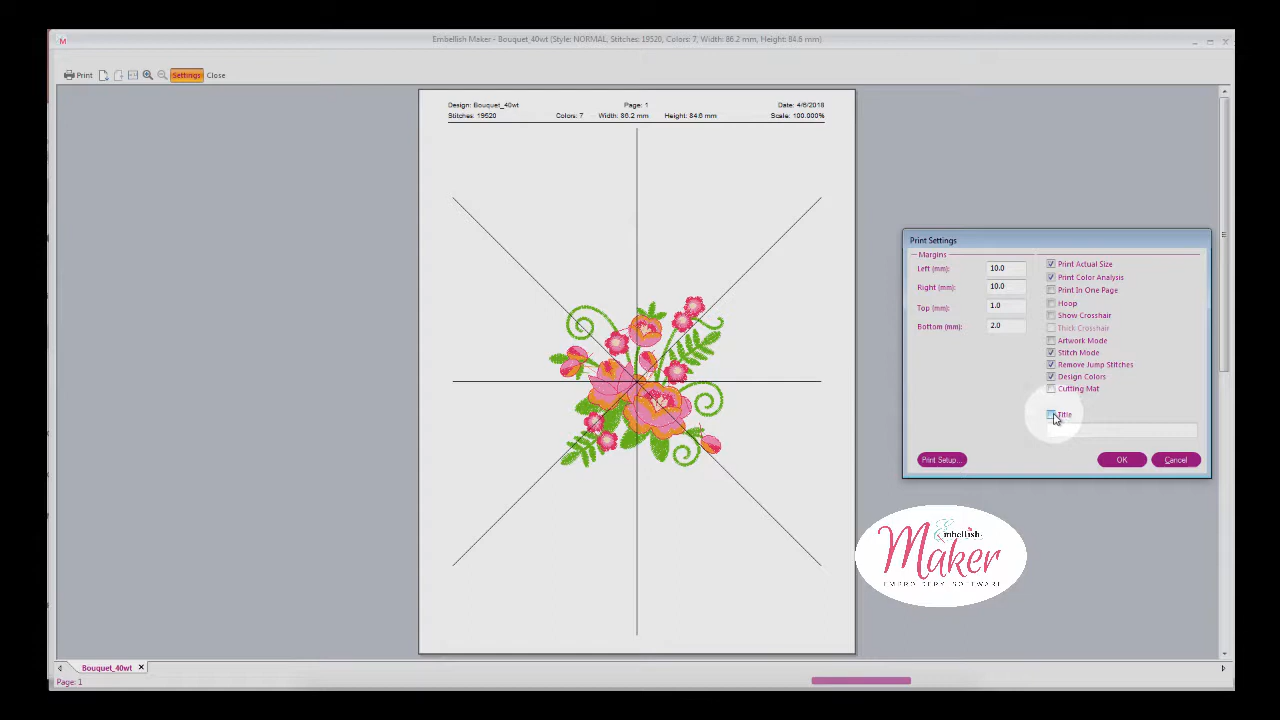 Embellish Maker - Bouquet_40wt (Style: NORMAL, Stitches: 19520, Colors: 7, Width: 86.2 mm, Height: 84.6 mm)
Print
Settings
Close
Design: Bouquet_40wt Page: 1 Date: 4/6/2018
Stitches: 19520 Colors: 7 Width: 86.2 mm Height: 84.6 mm Scale: 100.000%
Print Settings
Margins
Left (mm): 10.0
Right (mm): 10.0
Top (mm): 1.0
Bottom (mm): 2.0
Print Actual Size
Print Color Analysis
Print In One Page
Hoop
Show Crosshair
Thick Crosshair
Artwork Mode
Stitch Mode
Remove Jump Stitches
Design Colors
Cutting Mat
Title
Print Setup...
OK
Cancel
Embellish
Maker
EMBROIDERY SOFTWARE
Bouquet_40wt
Page: 1